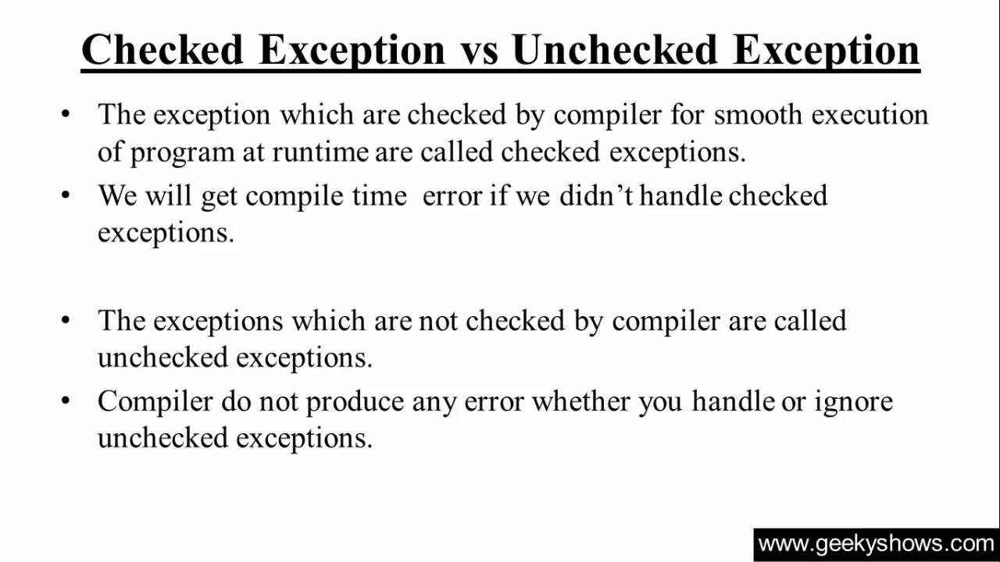 Checked Exception vs Unchecked Exception
• The exception which are checked by compiler for smooth execution
of program at runtime are called checked exceptions.
• We will get compile time  error if we didn’t handle checked
exceptions.
• The exceptions which are not checked by compiler are called
unchecked exceptions.
• Compiler do not produce any error whether you handle or ignore
unchecked exceptions.
www.geekyshows.com